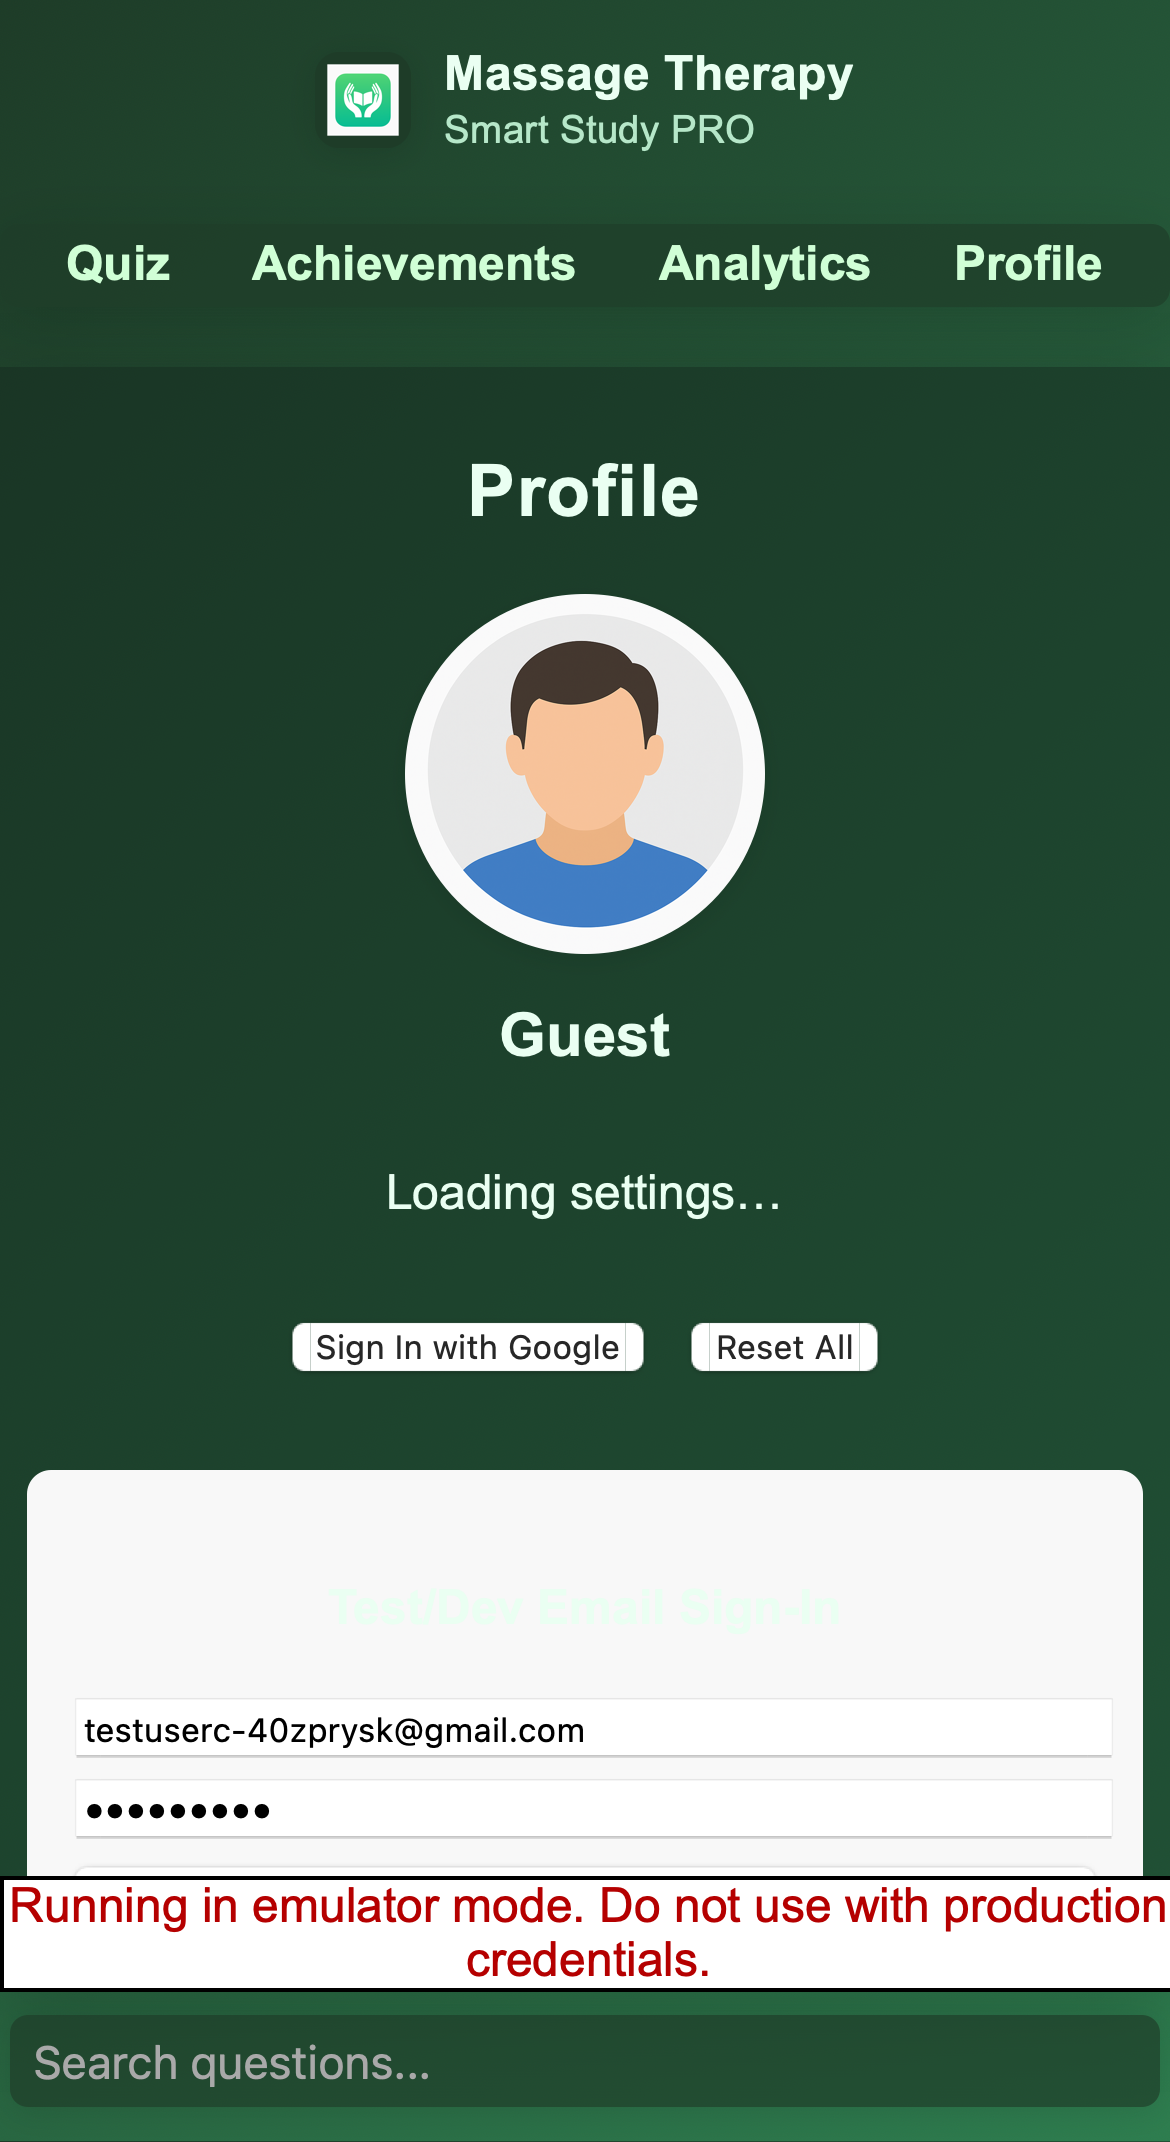 Massage Therapy
Smart Study PRO
Quiz Achievements Analytics Profile
Profile
Guest
Loading settings...
Sign In with Google Reset All
Test/Dev Email Sign-In
testuserc-40zprysk@gmail.com
•••••••••
Running in emulator mode. Do not use with production
credentials.
Search questions...